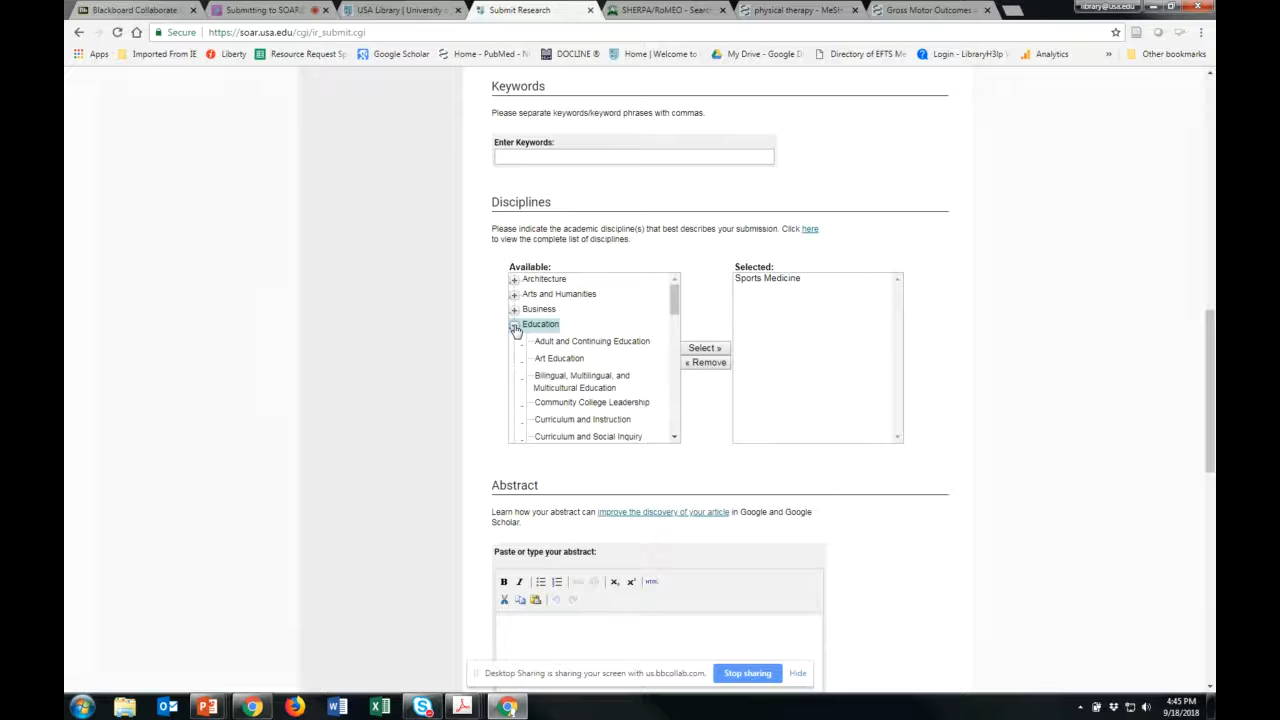 Blackboard Collaborate
Submitting to SOAR.
USA Library | University o
Submit Research
SHERPA/RoMEO - Search
physical therapy - MeSH
Gross Motor Outcomes
library@usa.edu
Secure
https://soar.usa.edu/cgi/ir_submit.cgi
Apps
Imported From IE
Liberty
Resource Request Sp
Google Scholar
Home - PubMed - NC
DOCLINE ®
Home | Welcome to
My Drive - Google D
Directory of EFTS Me
Login - LibraryH3lp
Analytics
»
Other bookmarks
Keywords
Please separate keywords/keyword phrases with commas.
Enter Keywords:
Disciplines
Please indicate the academic discipline(s) that best describes your submission. Click here
to view the complete list of disciplines.
Available:
Selected:
Architecture
Sports Medicine
Arts and Humanities
Business
Education
Adult and Continuing Education
Select »
Art Education
« Remove
Bilingual, Multilingual, and
Multicultural Education
Community College Leadership
Curriculum and Instruction
Curriculum and Social Inquiry
Abstract
Learn how your abstract can improve the discovery of your article in Google and Google
Scholar.
Paste or type your abstract:
B I HTML
Desktop Sharing is sharing your screen with us.bbcollab.com.
Stop sharing
Hide
4:45 PM
9/18/2018